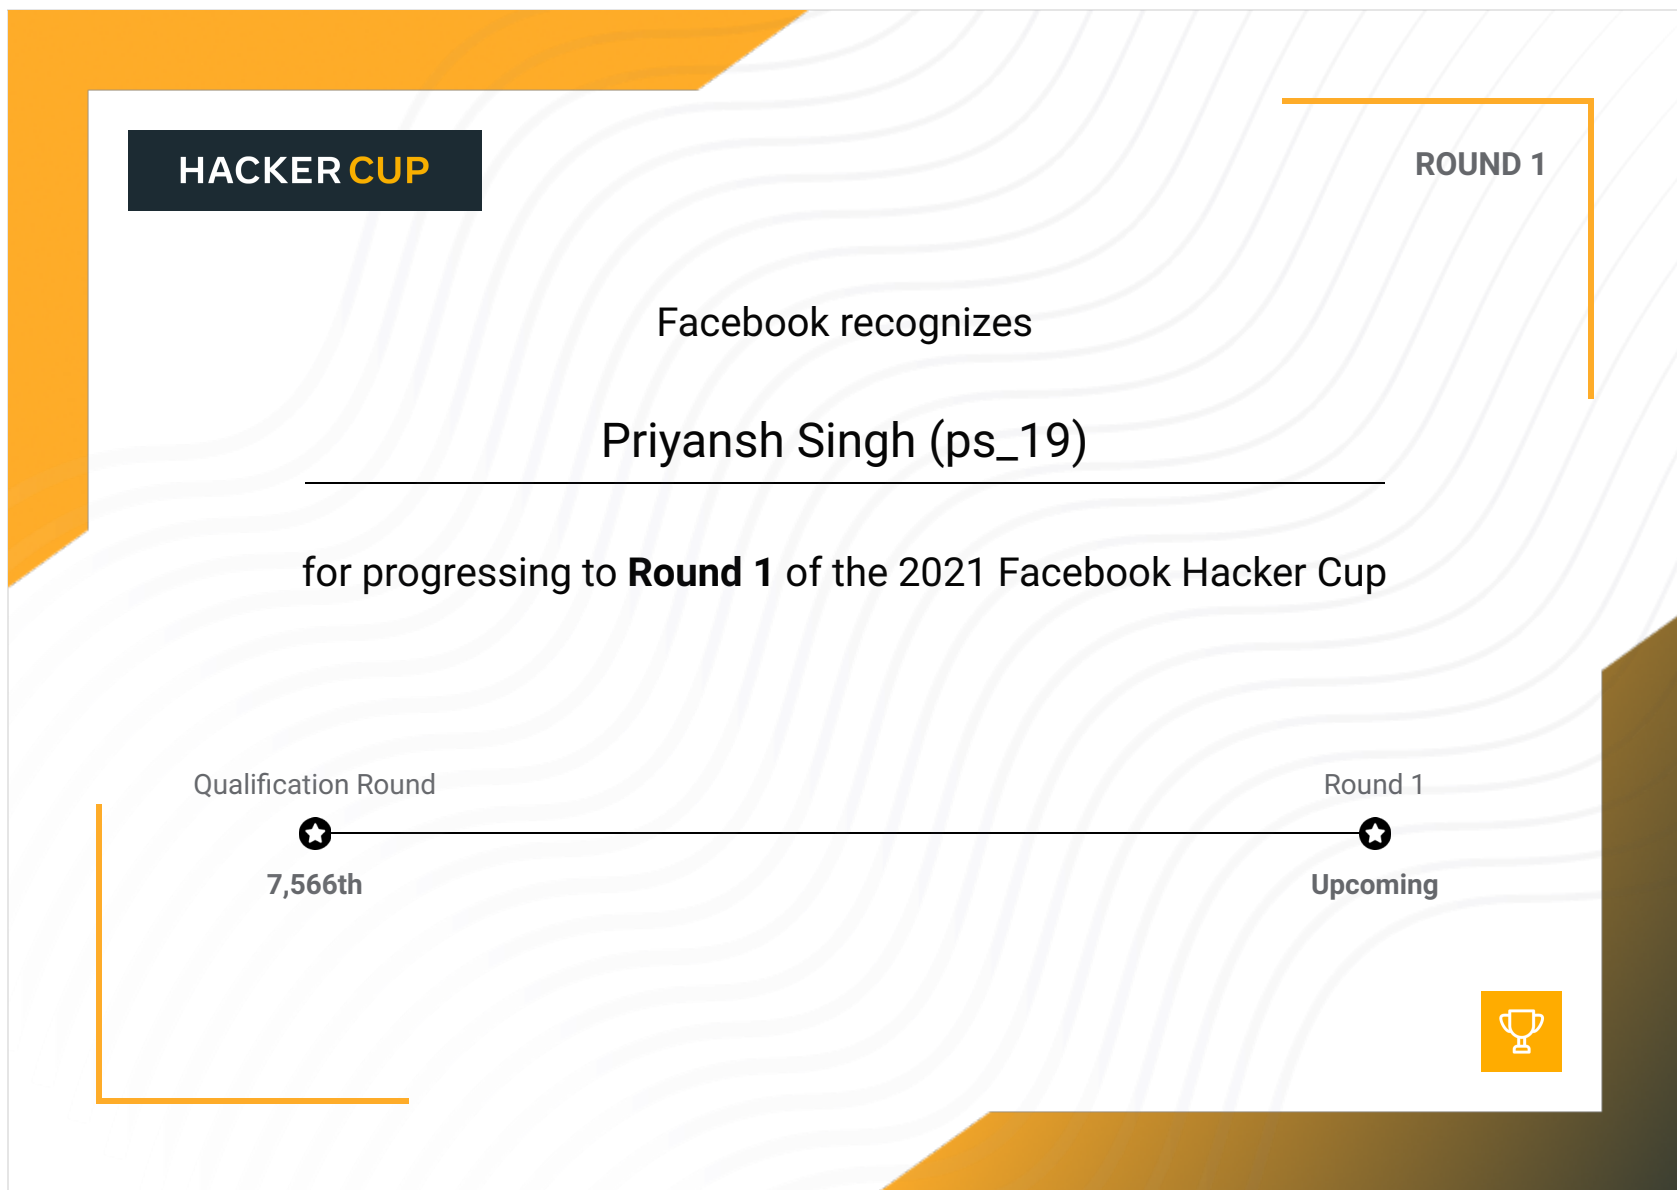 HACKER CUP
ROUND 1
Facebook recognizes
Priyansh Singh (ps_19)
for progressing to Round 1 of the 2021 Facebook Hacker Cup
Qualification Round
Round 1
7,566th
Upcoming